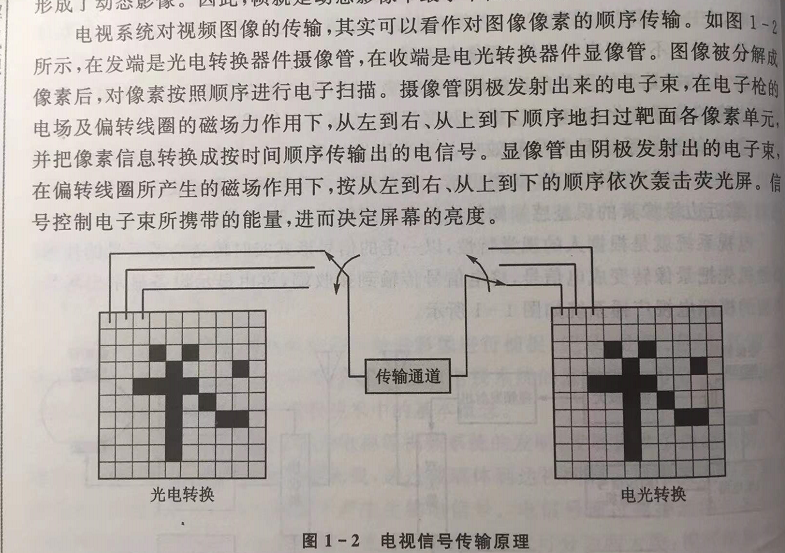 形成了动态影像。因此,帧就是动态影像
电视系统对视频图像的传输,其实可以看作对图像像素的顺序传输。如图1-2
所示,在发端是光电转换器件摄像管,在收端是电光转换器件显像管。图像被分解成
像素后,对像素按照顺序进行电子扫描。摄像管阴极发射出来的电子束,在电子枪的
电场及偏转线圈的磁场力作用下,从左到右、从上到下顺序地扫过靶面各像素单元,
并把像素信息转换成按时间顺序传输出的电信号。显像管由阴极发射出的电子束,
在偏转线圈所产生的磁场作用下,按从左到右、从上到下的顺序依次轰击荧光屏。信
号控制电子束所携带的能量,进而决定屏幕的亮度。
传输通道
光电转换
电光转换
图1-2 电视信号传输原理